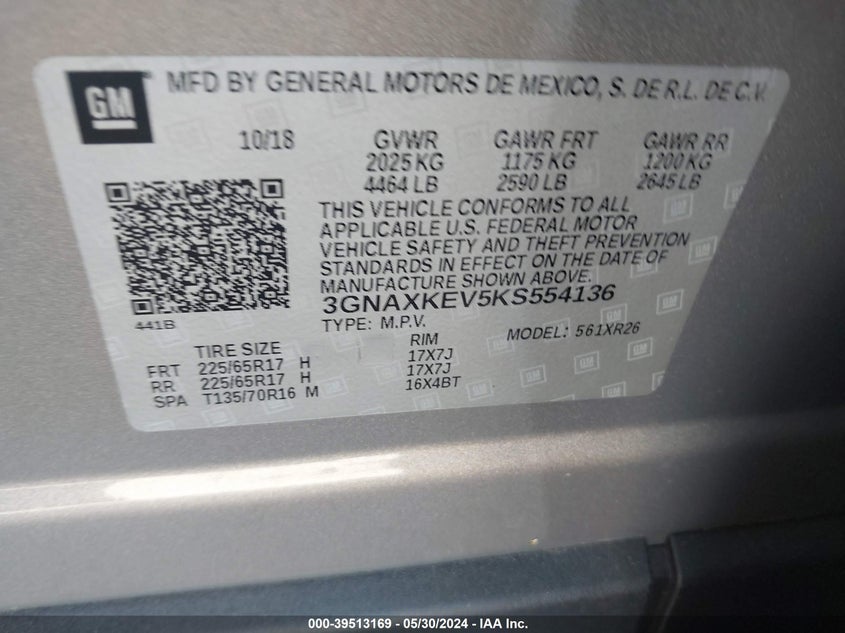 GM
MFD BY GENERAL MOTORS DE MEXICO, S. DE R.L. DE C.V.
10/18 GVWR GAWR FRT GAWR RR
2025 KG 1175 KG 1200 KG
4464 LB 2590 LB 2645 LB
THIS VEHICLE CONFORMS TO ALL
APPLICABLE U.S. FEDERAL MOTOR
VEHICLE SAFETY AND THEFT PREVENTION
STANDARDS IN EFFECT ON THE DATE OF
MANUFACTURE SHOWN ABOVE.
3GNAXKEV5KS554136
441B
TYPE: M.P.V. MODEL: 561XR26
TIRE SIZE RIM
FRT 225/65R17 H 17X7J
RR 225/65R17 H 17X7J
SPA T135/70R16 M 16X4BT
000-39513169 - 05/30/2024 - IAA Inc.